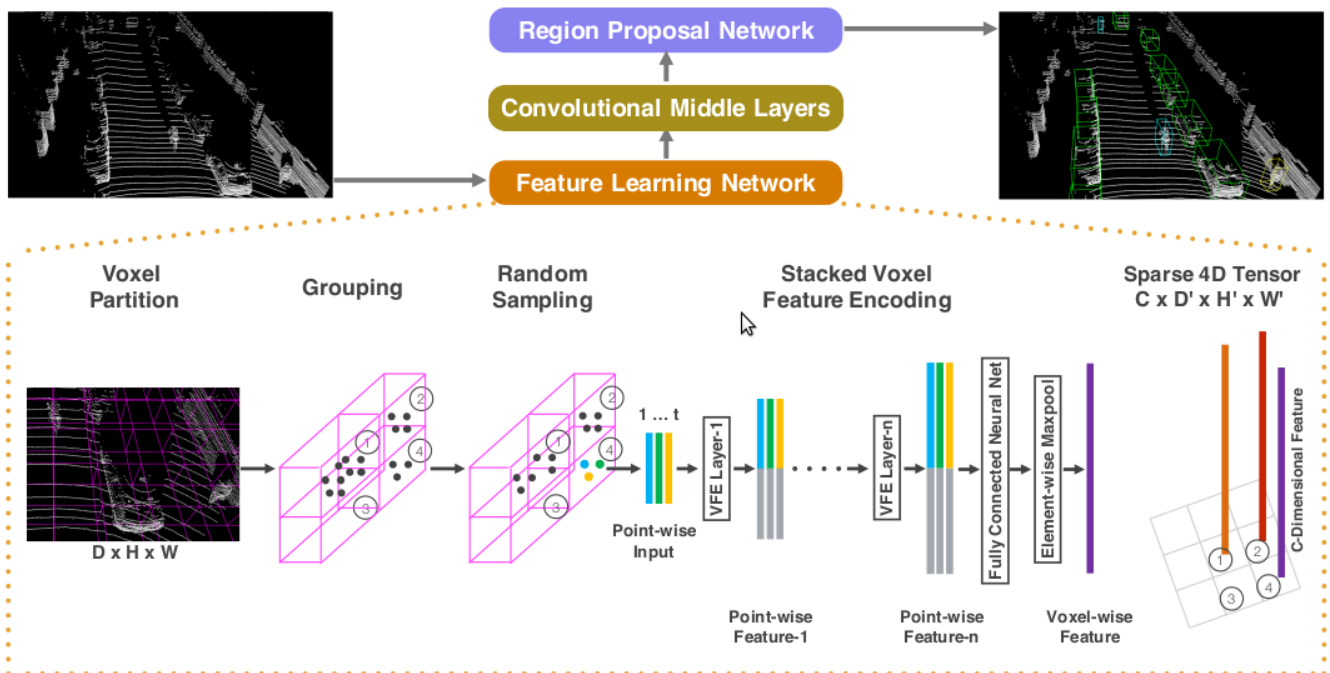 Region Proposal Network
Convolutional Middle Layers
Feature Learning Network
Voxel
Partition
Grouping
Random
Sampling
Stacked Voxel
Feature Encoding
Sparse 4D Tensor
C x D' x H' x W'
D x H x W
1
2
3
4
1
2
3
4
1 ... t
Point-wise
Input
VFE Layer-1
Point-wise
Feature-1
VFE Layer-n
Point-wise
Feature-n
Fully Connected Neural Net
Element-wise Maxpool
Voxel-wise
Feature
C-Dimensional Feature
1
2
3
4